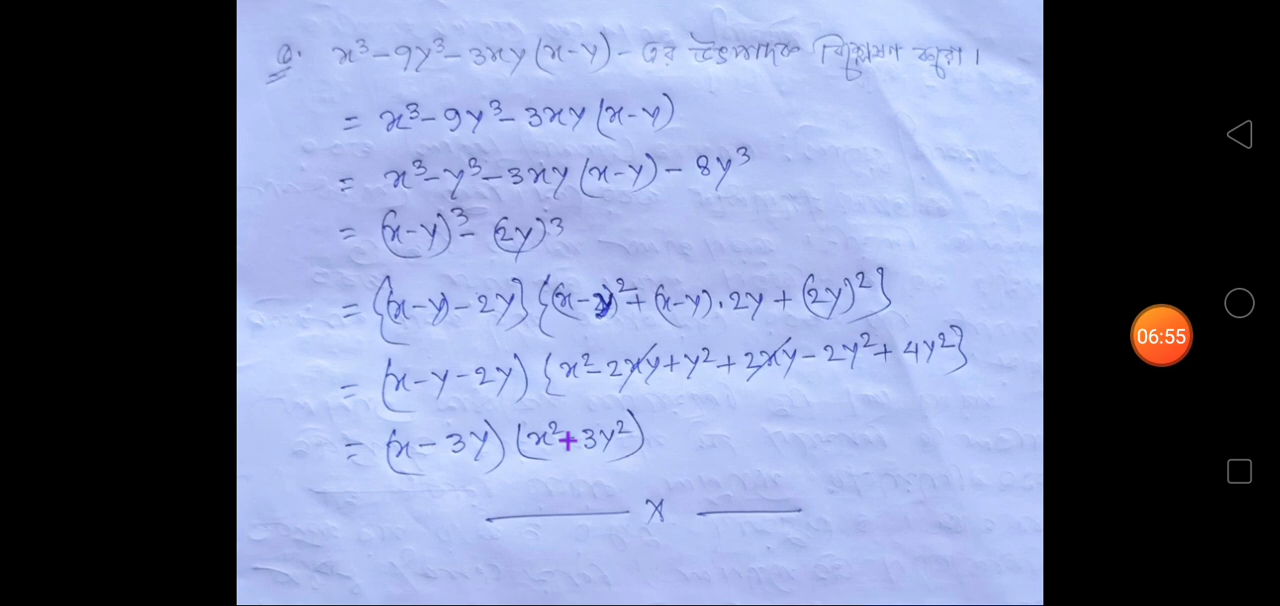 Q. x³-9y³-3xy(x-y)-এর উৎপাদক বিশ্লেষণ করো।
= x³-9y³-3xy(x-y)
= x³-y³-3xy(x-y)-8y³
= (x-y)³-(2y)³
= {(x-y)-2y}{(x-y)²+(x-y).2y+(2y)²}
= (x-y-2y){x²-2xy+y²+2xy-2y²+4y²}
= (x-3y)(x²+3y²)
x
06:55